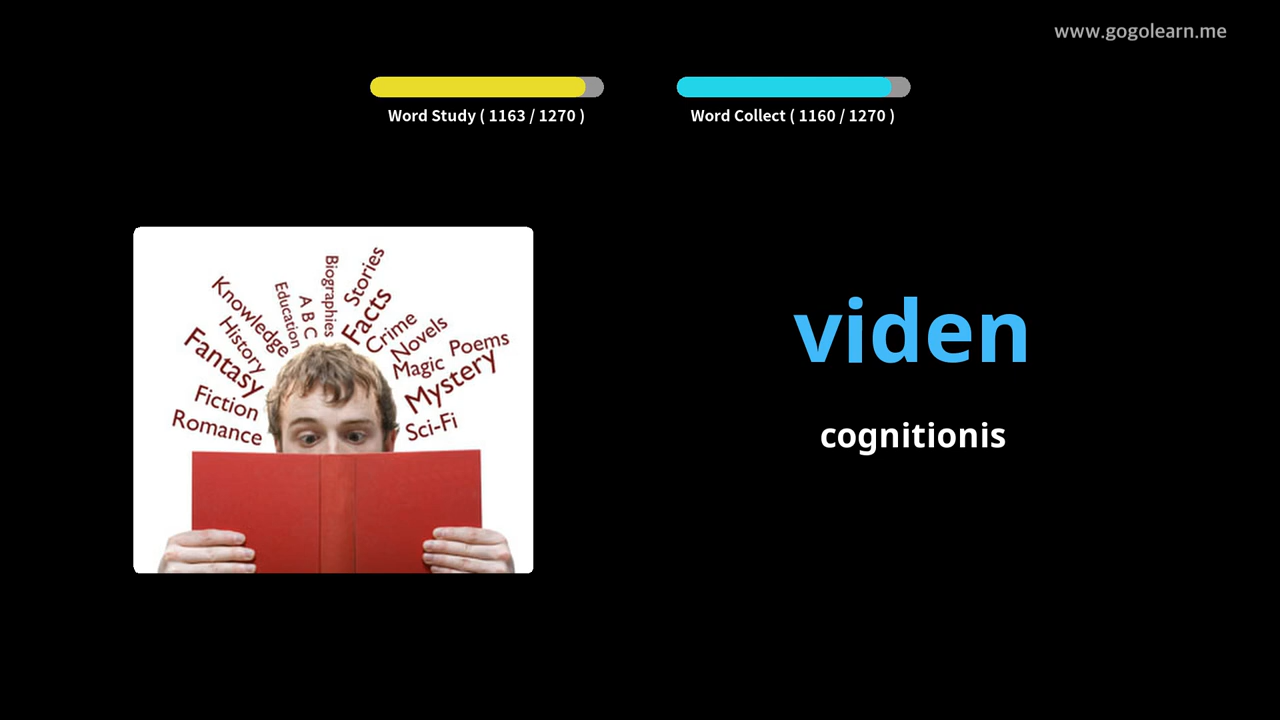 www.gogolearn.me
Word Study ( 1163 / 1270 )
Word Collect ( 1160 / 1270 )
Knowledge
Education
A B C
Biographies
Stories
Facts
Crime
Novels
Poems
History
Fantasy
Magic
Mystery
Fiction
Romance
Sci-Fi
viden
cognitionis